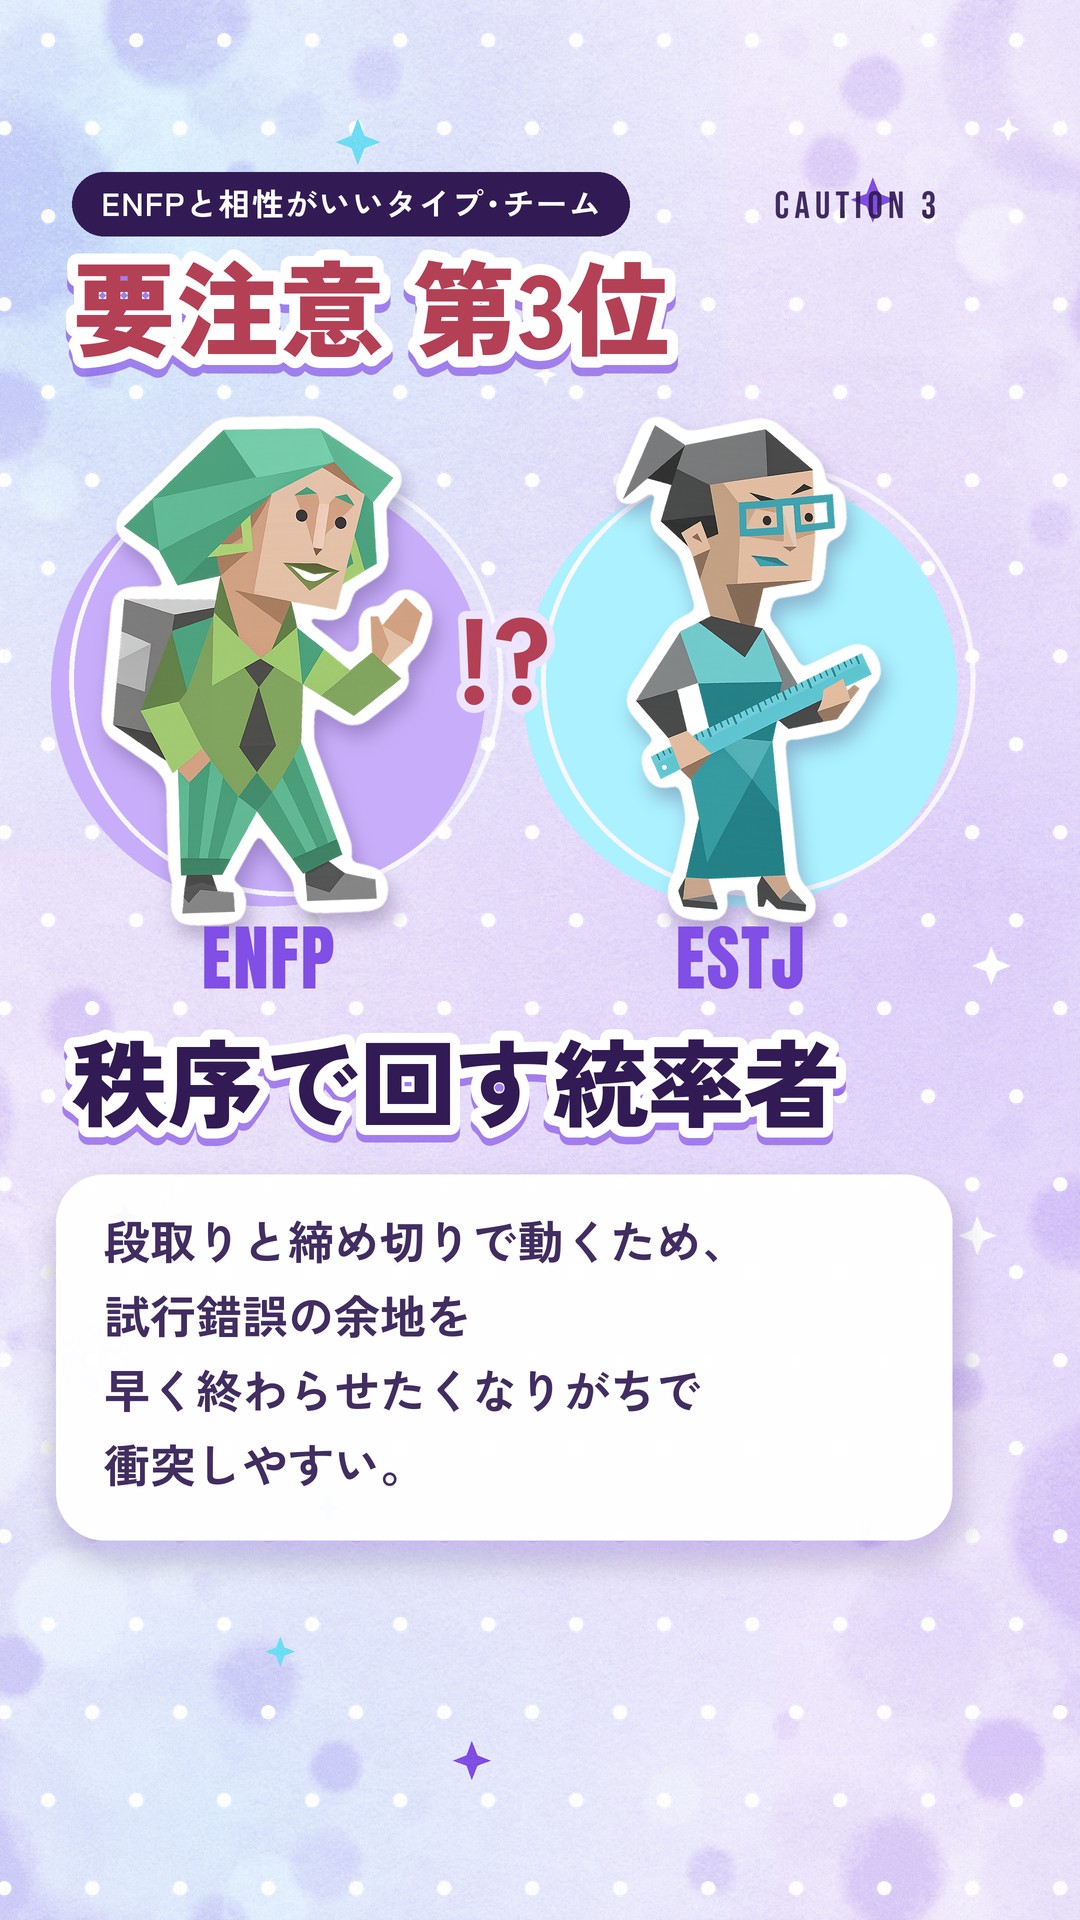 ENFPと相性がいいタイプ・チーム
CAUTION 3
要注意 第3位
!?
ENFP
ESTJ
秩序で回す統率者
段取りと締め切りで動くため、
試行錯誤の余地を
早く終わらせたくなりがちで
衝突しやすい。